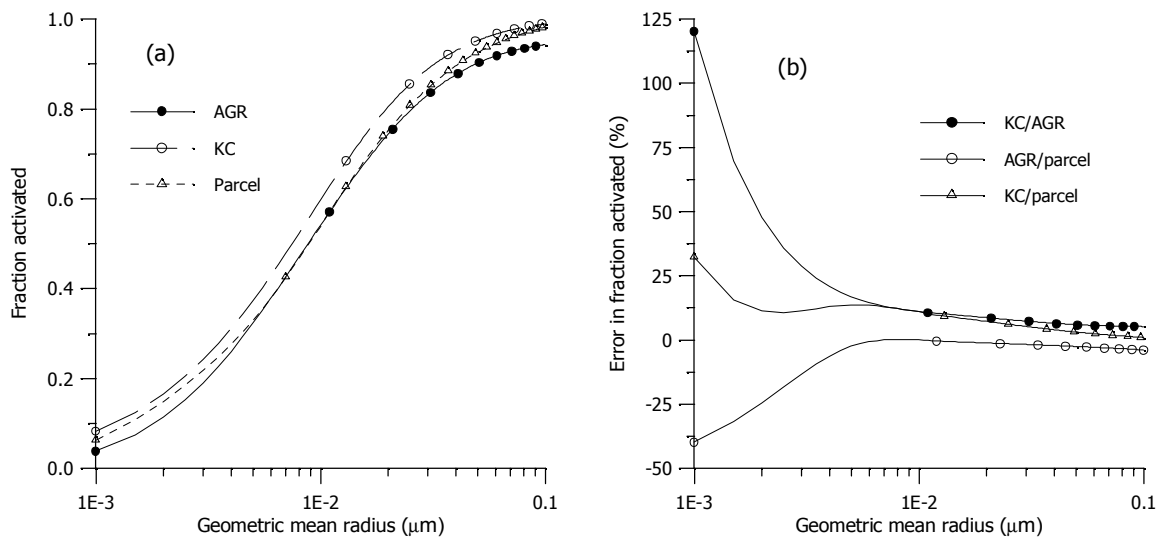 (a)
AGR
KC
Parcel
Fraction activated
1.0
0.8
0.6
0.4
0.2
0.0
1E-3
1E-2
0.1
Geometric mean radius (μm)
(b)
KC/AGR
AGR/parcel
KC/parcel
Error in fraction activated (%)
125
100
75
50
25
0
-25
-50
1E-3
1E-2
0.1
Geometric mean radius (μm)